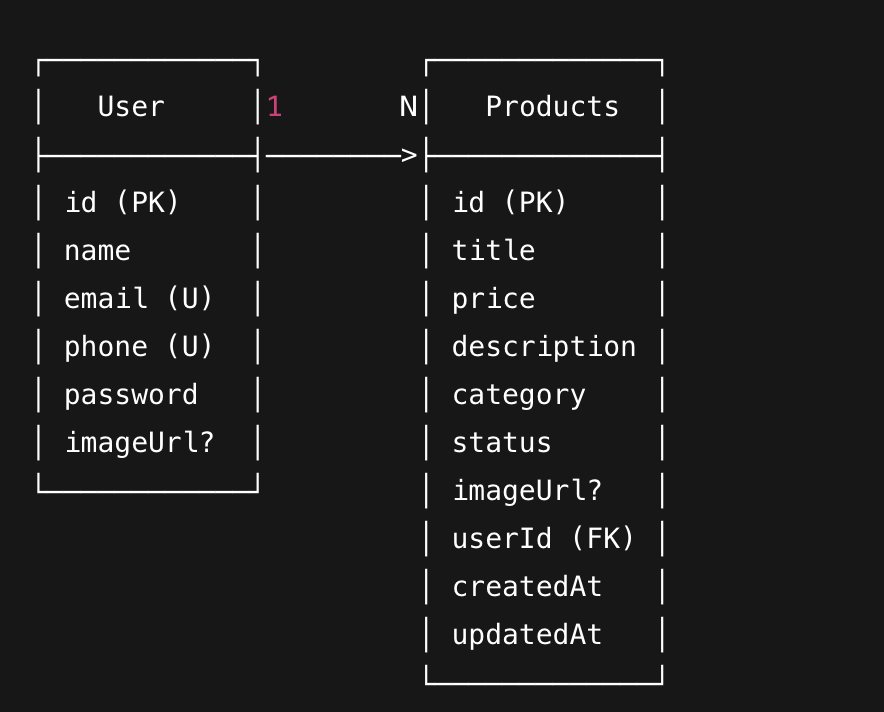 User 1 N Products
>
id (PK) id (PK)
name title
email (U) price
phone (U) description
password category
imageUrl? status
imageUrl?
userId (FK)
createdAt
updatedAt